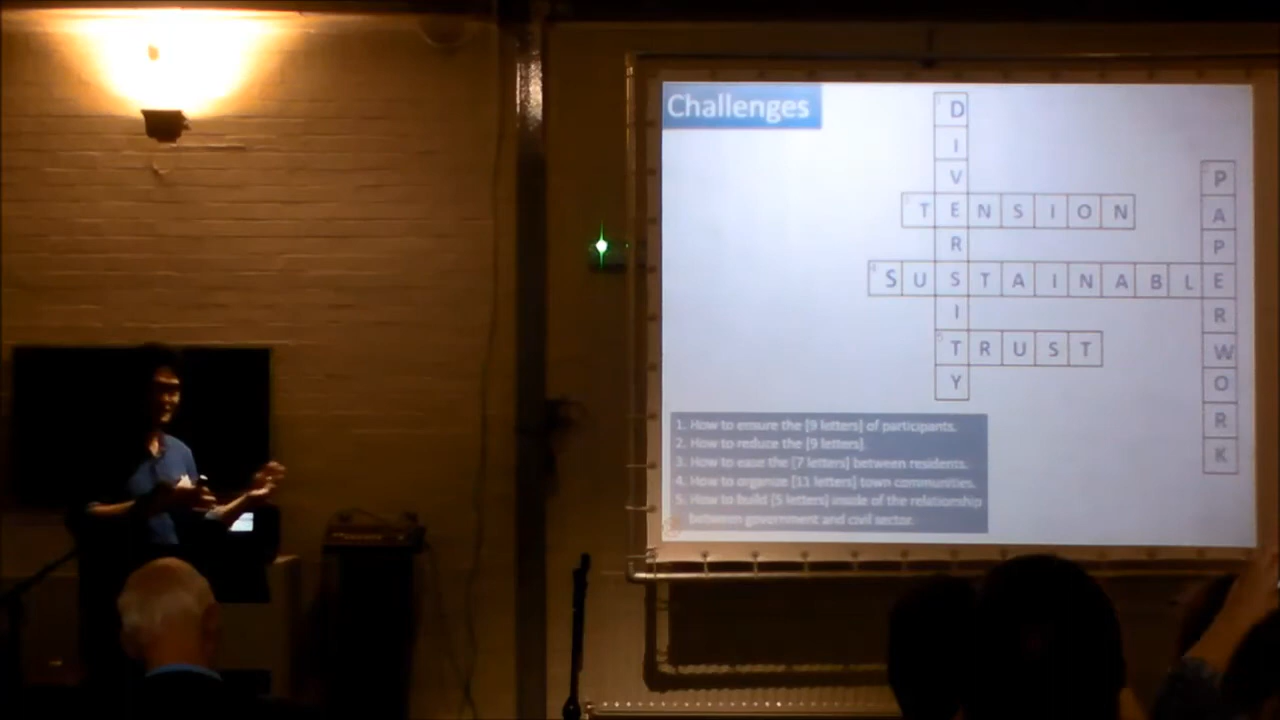 Challenges
DIVERSITY
PAPERWORK
TENSION
SUSTAINABLE
TRUST
1. How to ensure the [9 letters] of participants.
2. How to reduce the [9 letters].
3. How to ease the [7 letters] between residents.
4. How to organize [11 letters] town communities.
5. How to build [5 letters] inside of the relationship
between government and civil sector.